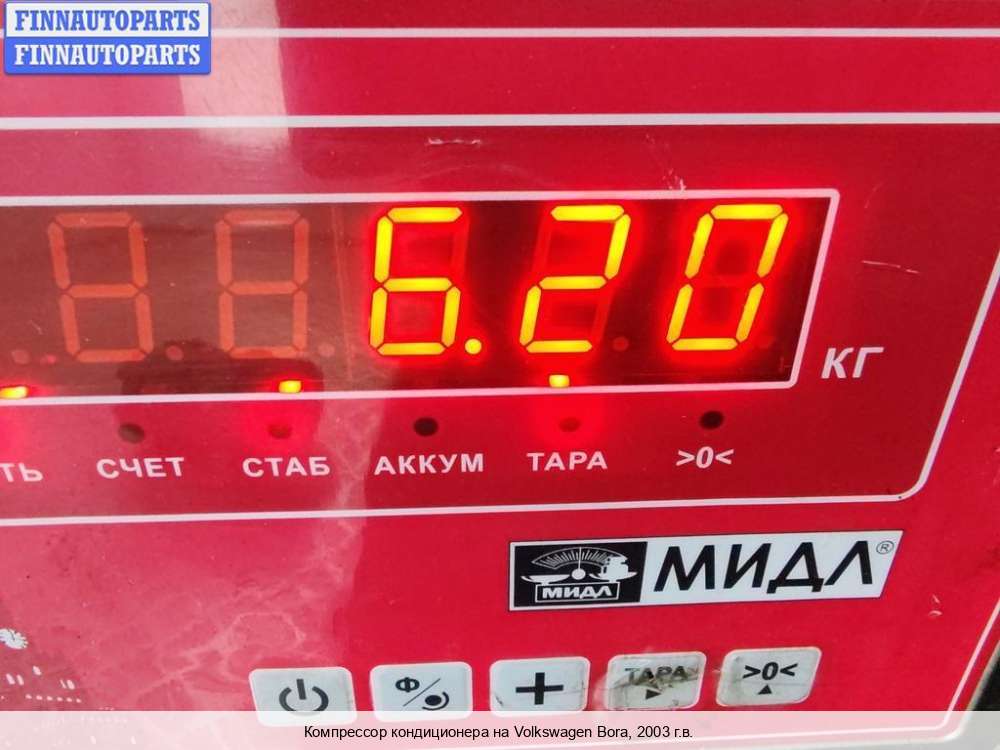 FINNAUTOPARTS
FINNAUTOPARTS
6.20
КГ
ТЬ СЧЕТ СТАБ АККУМ ТАРА >0<
МИДЛ МИДЛ®
Ф ТАРА >0<
Компрессор кондиционера на Volkswagen Bora, 2003 г.в.